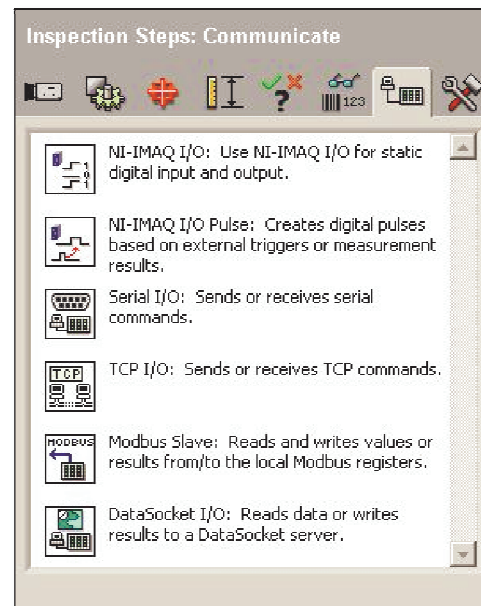 Inspection Steps: Communicate
123
NI-IMAQ I/O: Use NI-IMAQ I/O for static
digital input and output.
NI-IMAQ I/O Pulse: Creates digital pulses
based on external triggers or measurement
results.
Serial I/O: Sends or receives serial
commands.
TCP
TCP I/O: Sends or receives TCP commands.
MODBUS
Modbus Slave: Reads and writes values or
results from/to the local Modbus registers.
DataSocket I/O: Reads data or writes
results to a DataSocket server.